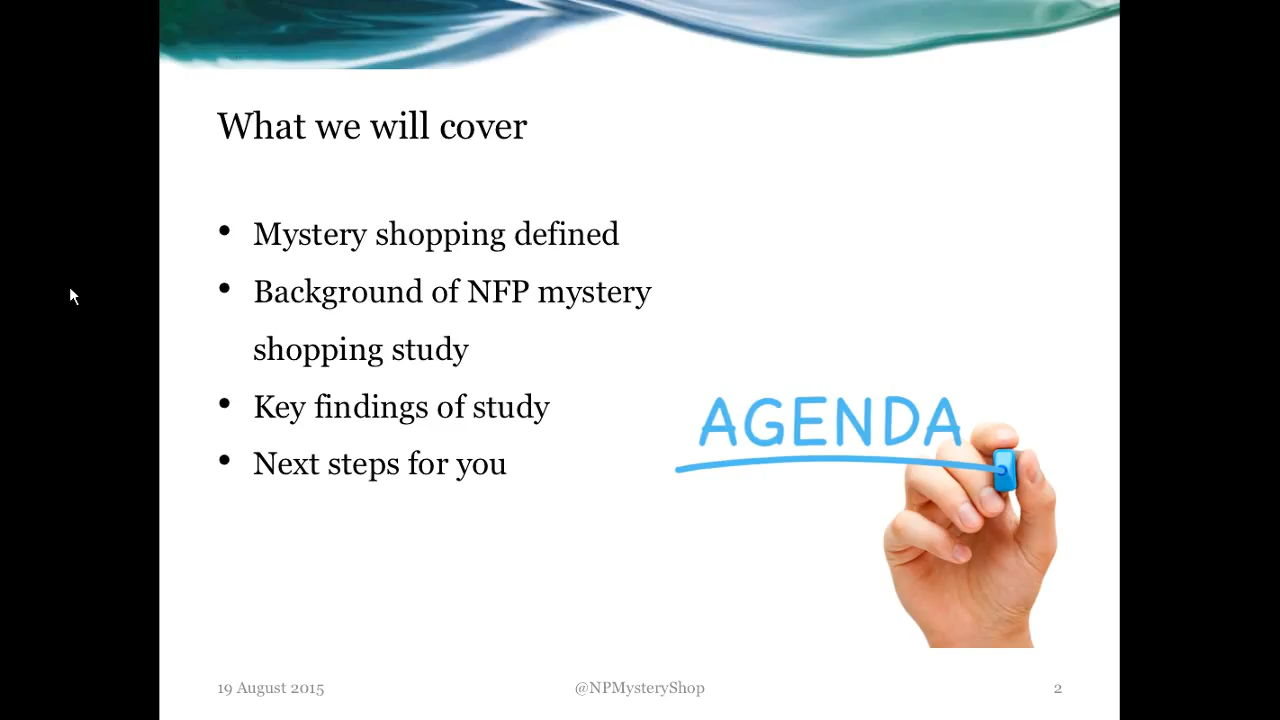 What we will cover
• Mystery shopping defined
• Background of NFP mystery
shopping study
• Key findings of study
• Next steps for you
AGENDA
19 August 2015
@NPMysteryShop
2